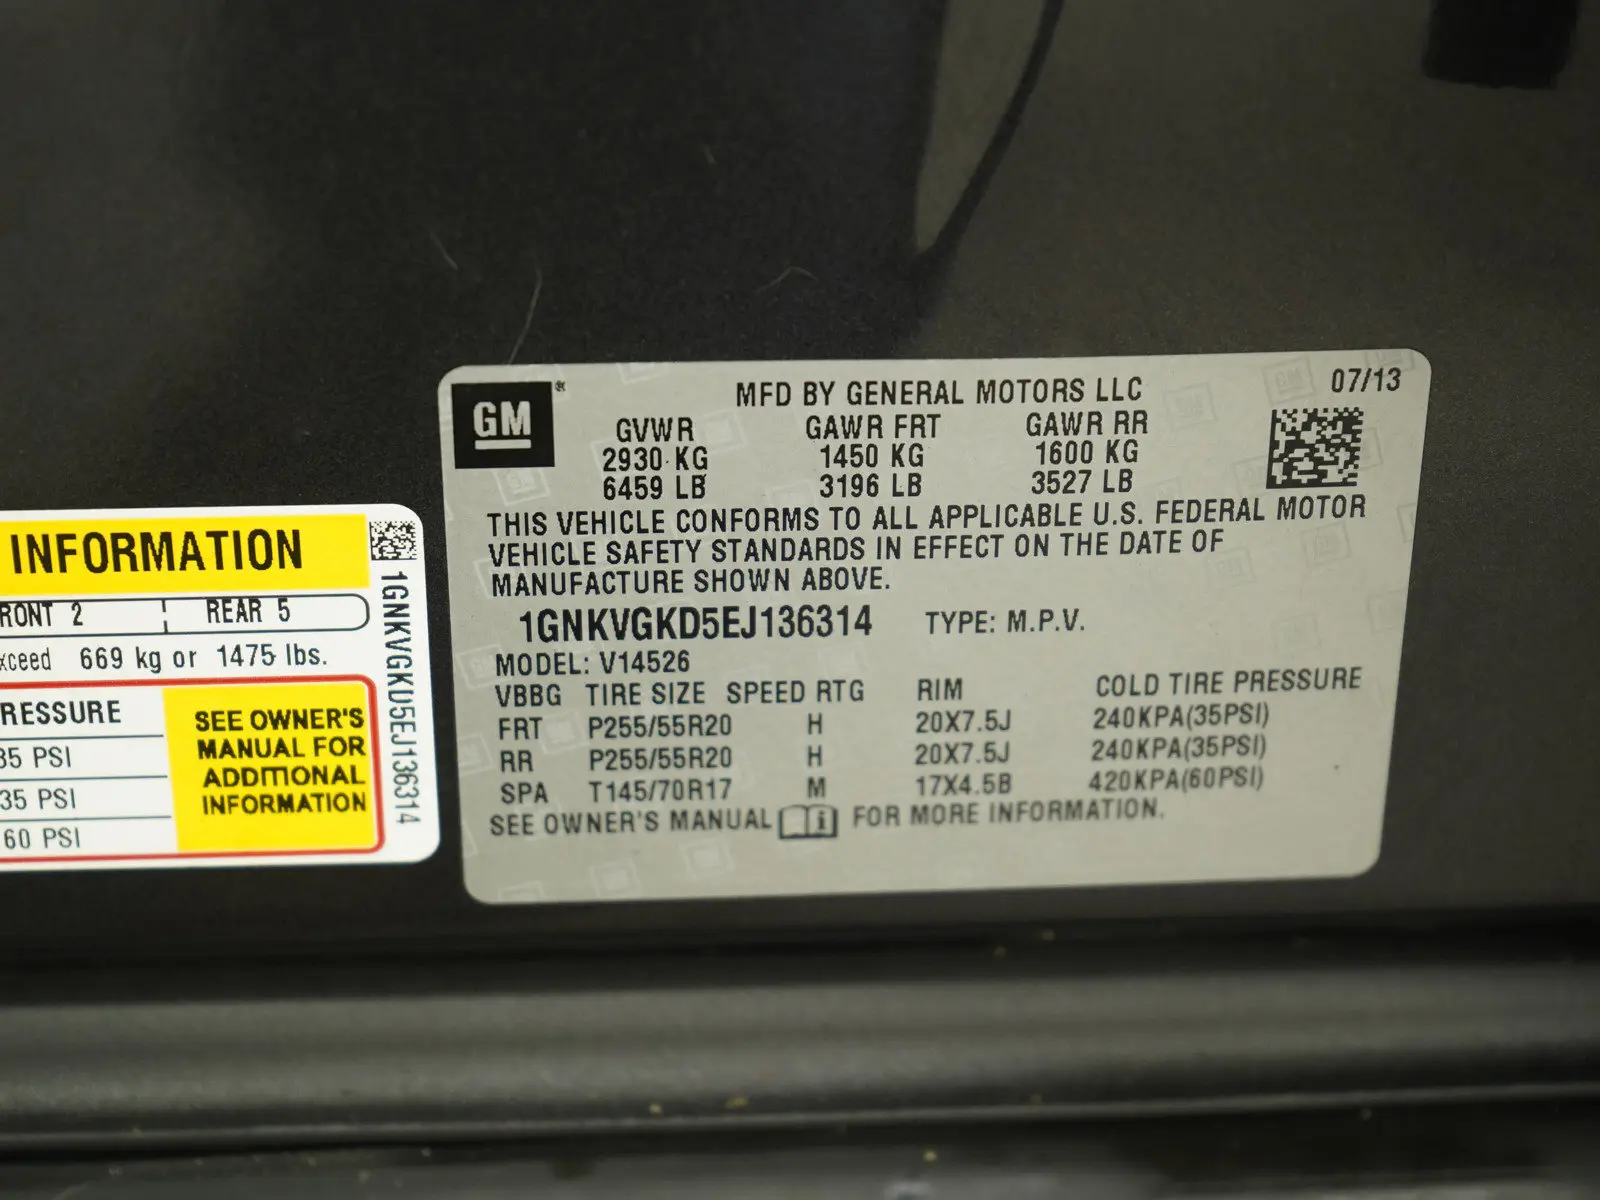 INFORMATION
RONT 2 REAR 5
xceed 669 kg or 1475 lbs.
RESSURE
35 PSI
35 PSI
60 PSI
SEE OWNER'S
MANUAL FOR
ADDITIONAL
INFORMATION
1GNKVGKD5EJ136314
GM
®
MFD BY GENERAL MOTORS LLC 07/13
GVWR GAWR FRT GAWR RR
2930 KG 1450 KG 1600 KG
6459 LB 3196 LB 3527 LB
THIS VEHICLE CONFORMS TO ALL APPLICABLE U.S. FEDERAL MOTOR
VEHICLE SAFETY STANDARDS IN EFFECT ON THE DATE OF
MANUFACTURE SHOWN ABOVE.
1GNKVGKD5EJ136314 TYPE: M.P.V.
MODEL: V14526
VBBG TIRE SIZE SPEED RTG RIM COLD TIRE PRESSURE
FRT P255/55R20 H 20X7.5J 240KPA(35PSI)
RR P255/55R20 H 20X7.5J 240KPA(35PSI)
SPA T145/70R17 M 17X4.5B 420KPA(60PSI)
SEE OWNER'S MANUAL i FOR MORE INFORMATION.